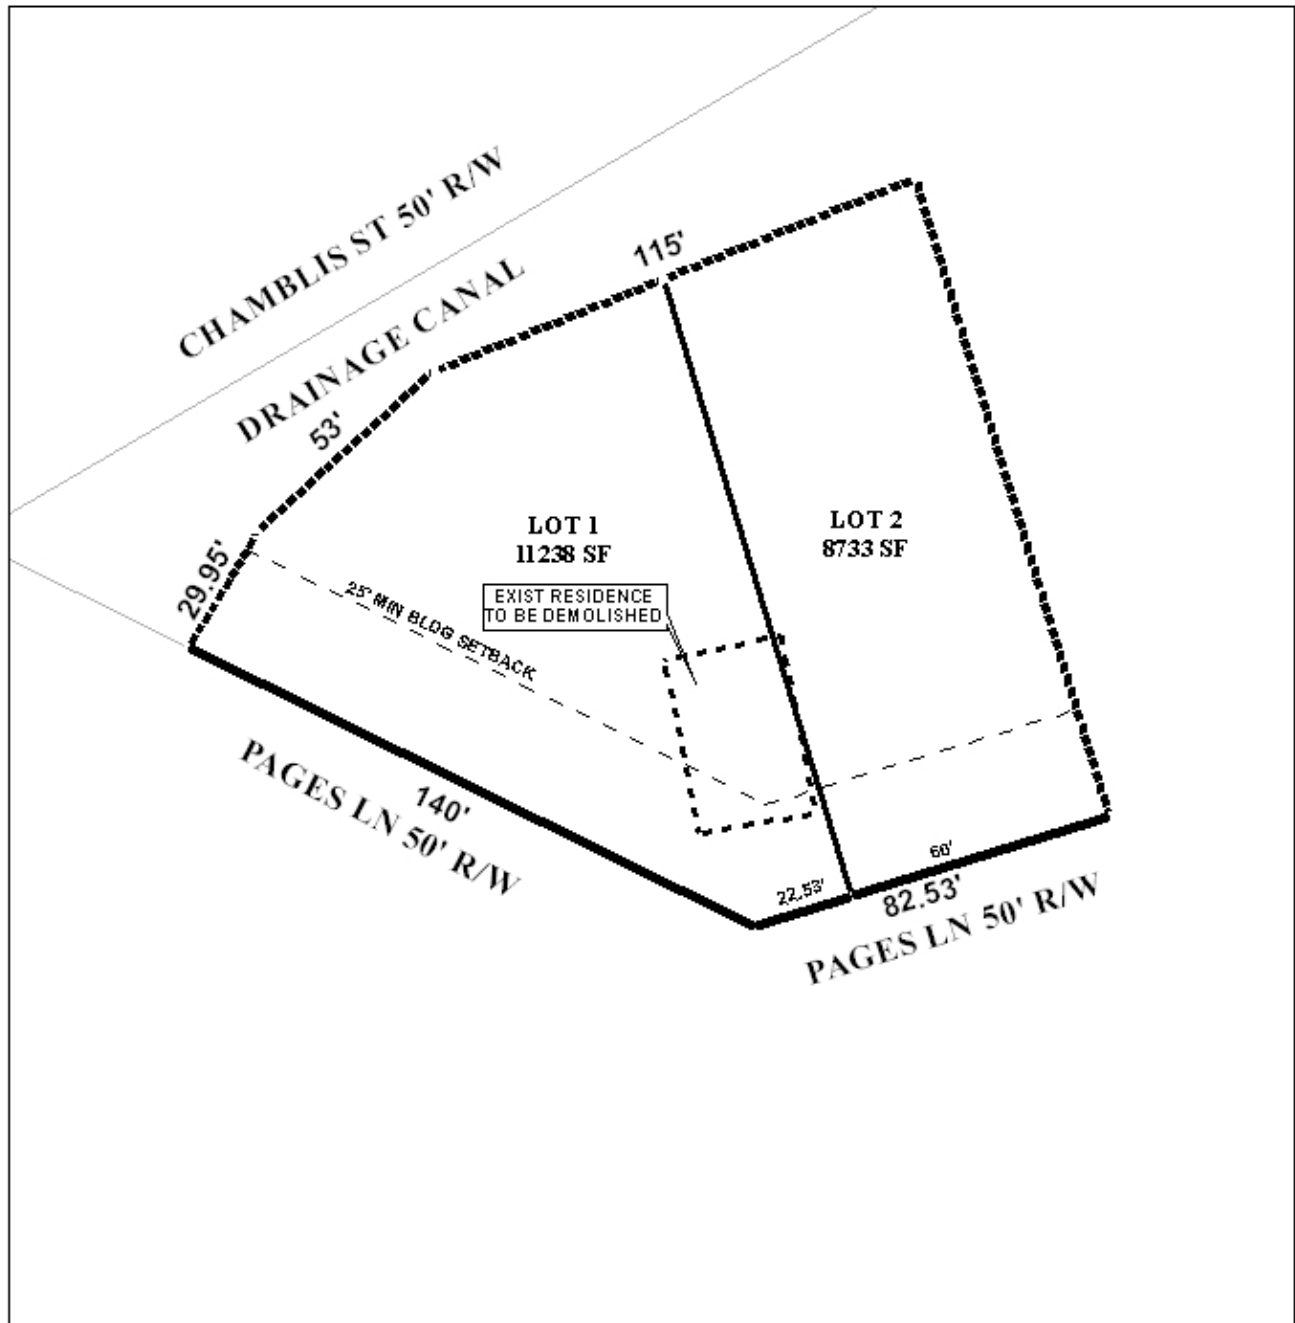 CHAMBLIS ST 50' R/W
115'
DRAINAGE CANAL
53'
LOT 1
11238 SF
LOT 2
8733 SF
29.95'
25' MIN BLDG SETBACK
EXIST RESIDENCE
TO BE DEMOLISHED
140'
PAGES LN 50' R/W
22.53'
60'
82.53'
PAGES LN 50' R/W